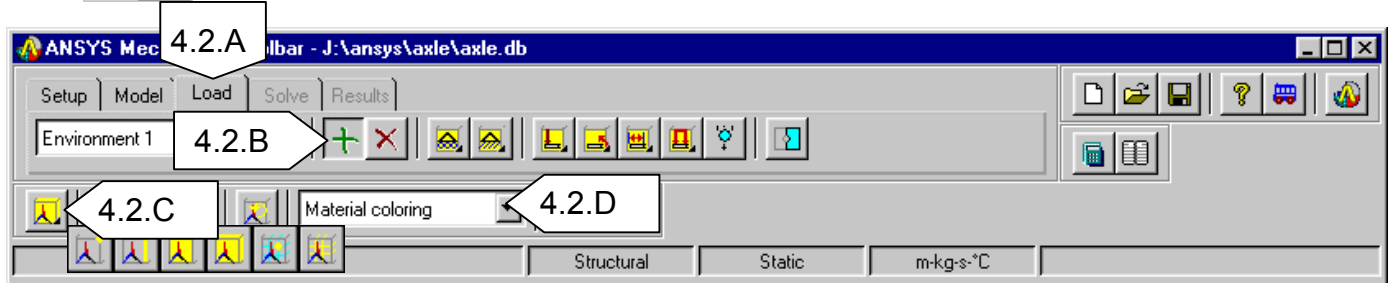 4.2.A
ANSYS Mec lbar - J:\ansys\axle\axle.db
Setup Model Load Solve Results
Environment 1
4.2.B
4.2.C
Material coloring
4.2.D
Structural Static m-kg-s-°C